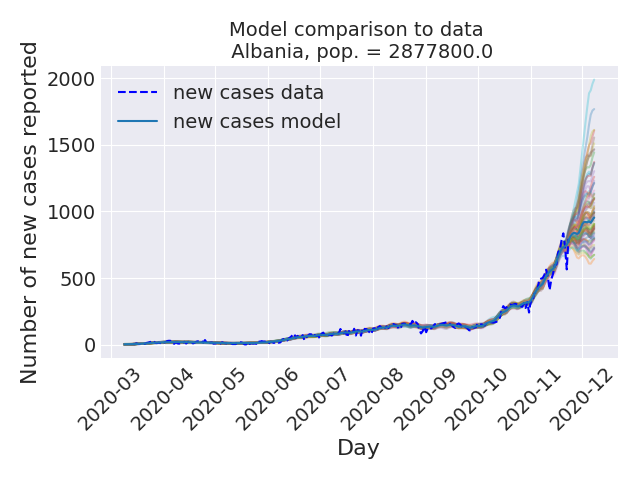 Model comparison to data
Albania, pop. = 2877800.0
Number of new cases reported
2000
1500
1000
500
0
new cases data
new cases model
2020-03
2020-04
2020-05
2020-06
2020-07
2020-08
2020-09
2020-10
2020-11
2020-12
Day